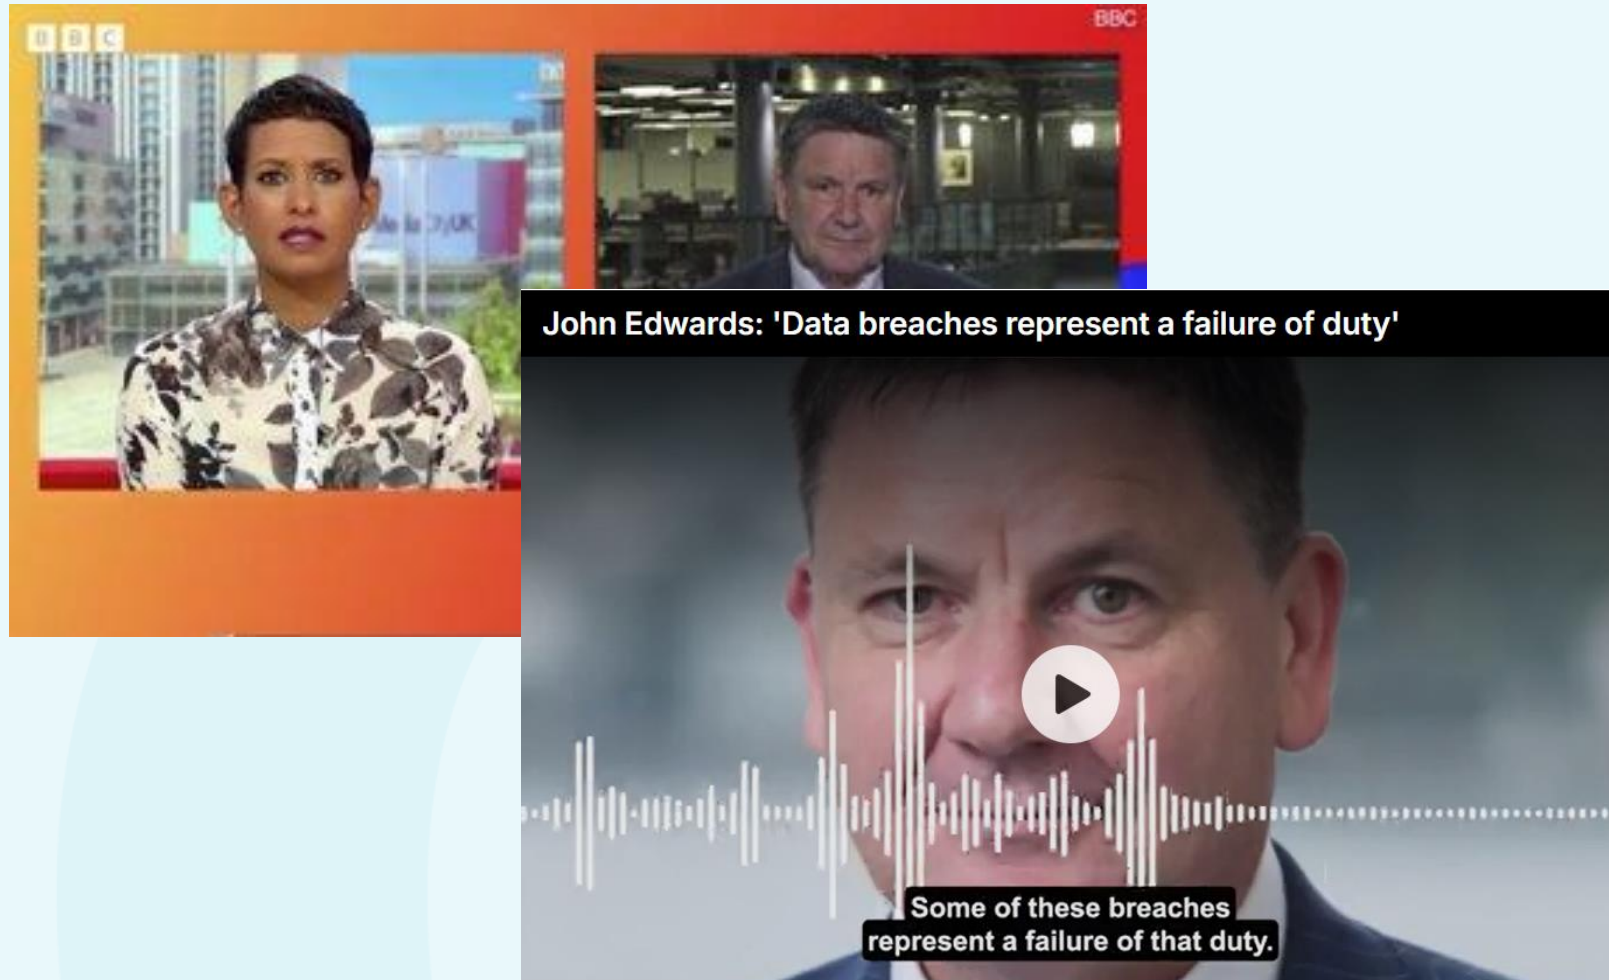 BBC
BBC
MediaCityUK
John Edwards: 'Data breaches represent a failure of duty'
Some of these breaches
represent a failure of that duty.